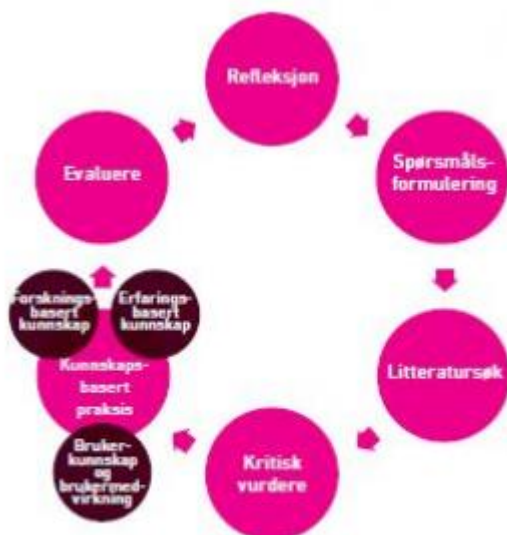 Refleksjon
Spørsmåls-
formulering
Litteratursøk
Kritisk
vurdere
Kunnskaps-
basert
praksis
Forsknings-
basert
kunnskap
Erfarings-
basert
kunnskap
Bruker-
kunnskap
og
brukermed-
virkning
Evaluere